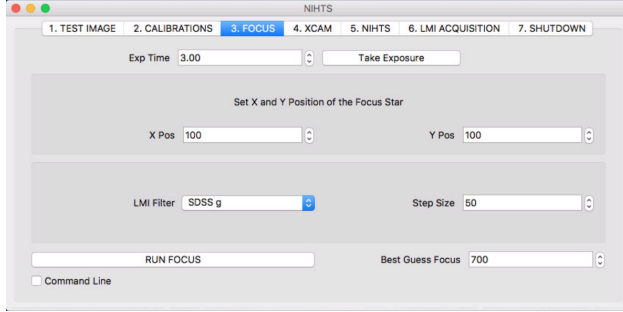 NIHTS
1. TEST IMAGE 2. CALIBRATIONS 3. FOCUS 4. XCAM 5. NIHTS 6. LMI ACQUISITION 7. SHUTDOWN
Exp Time 3.00 Take Exposure
Set X and Y Position of the Focus Star
X Pos 100 Y Pos 100
LMI Filter SDSS g Step Size 50
RUN FOCUS Best Guess Focus 700
Command Line